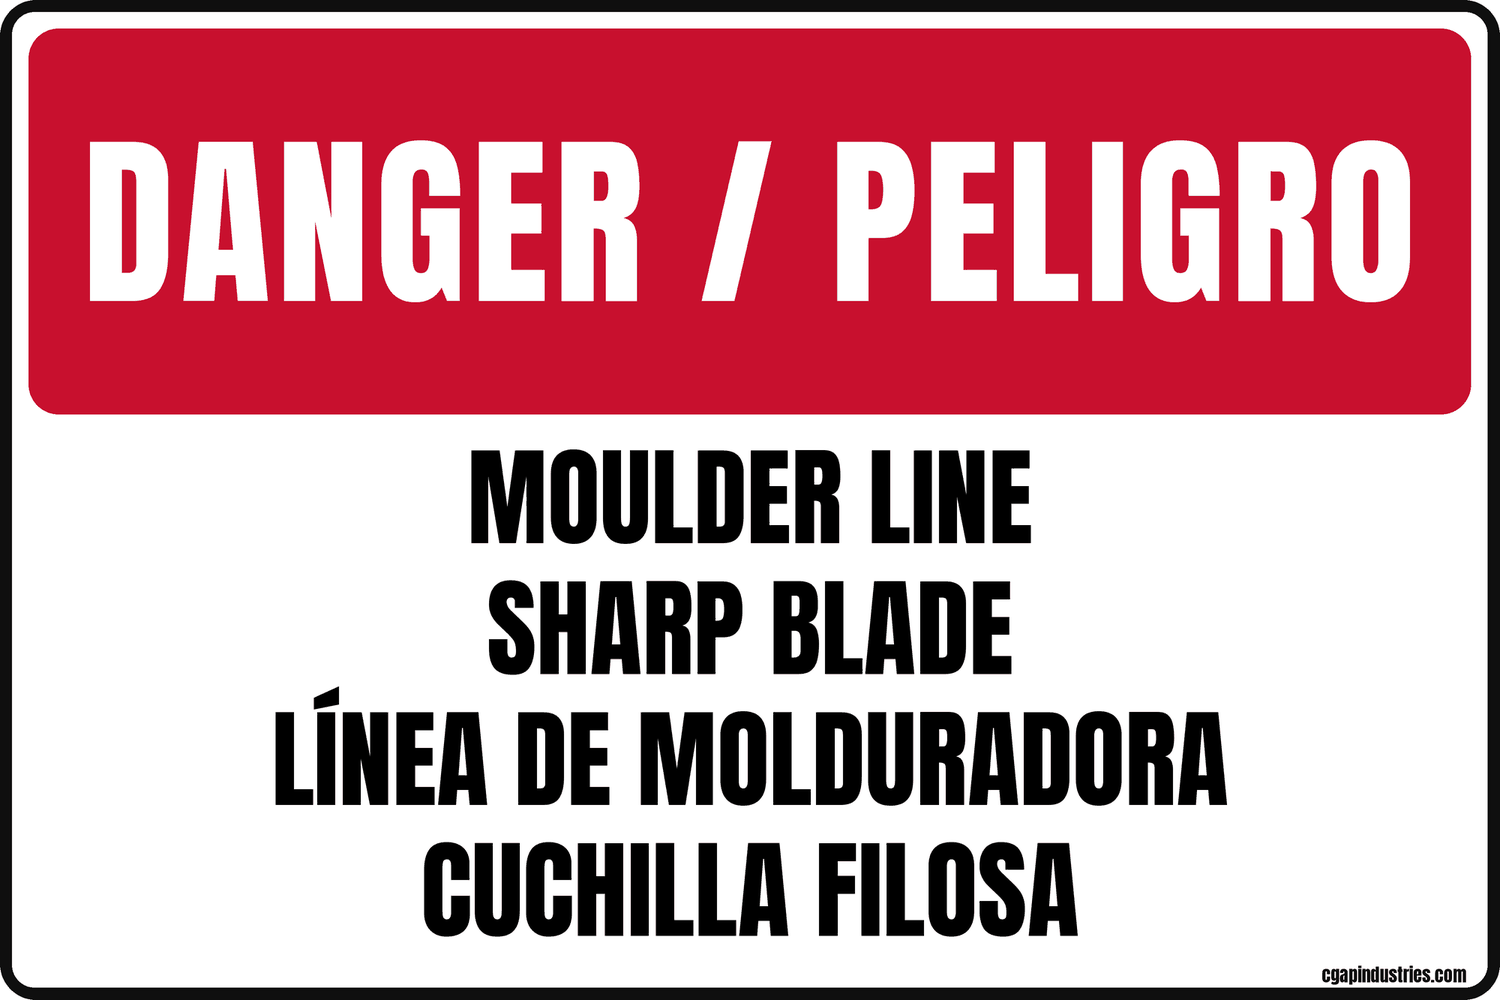 DANGER / PELIGRO
MOULDER LINE
SHARP BLADE
LÍNEA DE MOLDURADORA
CUCHILLA FILOSA
cgapindustries.com